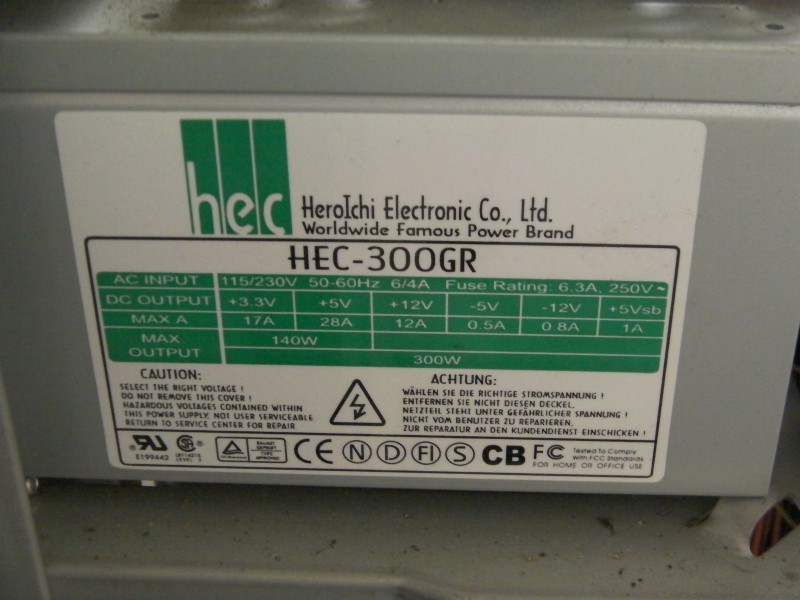 hec
HeroIchi Electronic Co., Ltd.
Worldwide Famous Power Brand
HEC-300GR
AC INPUT 115/230V 50-60Hz 6/4A Fuse Rating: 6.3A, 250V~
DC OUTPUT +3.3V +5V +12V -5V -12V +5Vsb
MAX A 17A 28A 12A 0.5A 0.8A 1A
MAX OUTPUT 140W
300W
CAUTION:
SELECT THE RIGHT VOLTAGE !
DO NOT REMOVE THIS COVER !
HAZARDOUS VOLTAGES CONTAINED WITHIN
THIS POWER SUPPLY, NOT USER SERVICEABLE
RETURN TO SERVICE CENTER FOR REPAIR
ACHTUNG:
WÄHLEN SIE DIE RICHTIGE STROMSPANNUNG !
ENTFERNEN SIE NICHT DIESEN DECKEL.
NETZTEIL STEHT UNTER GEFÄHRLICHER SPANNUNG !
NICHT VOM BENUTZER ZU REPARIEREN.
ZUR REPARATUR AN DEN KUNDENDIENST EINSCHICKEN !
E199442
LEVEL 3
BAUART GEPRÜFT
TYPE APPROVED
CE N D FI S CB FC
Tested To Comply
With FCC Standards
FOR HOME OR OFFICE USE